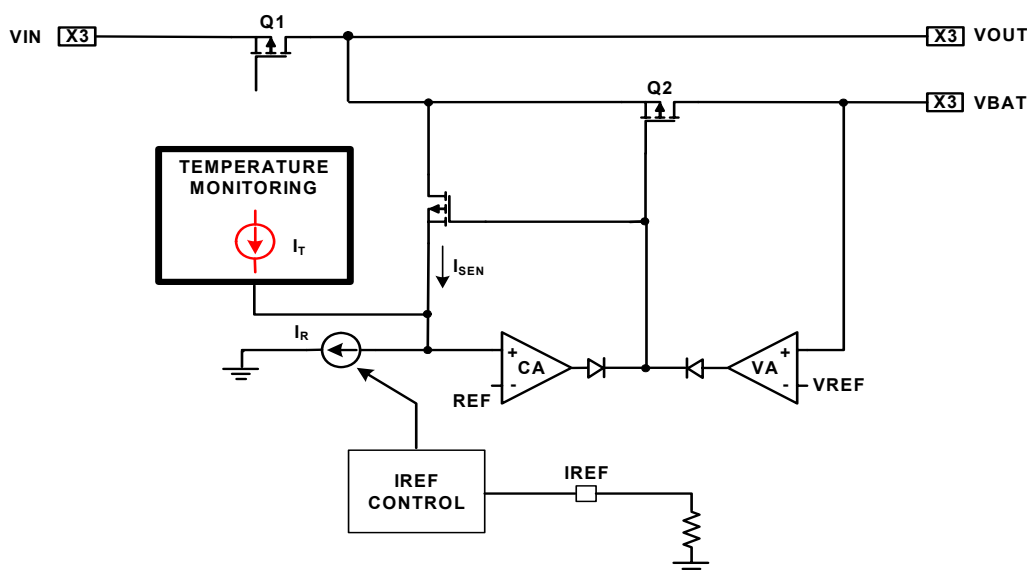 Q1
VIN X3
X3 VOUT
Q2
X3 VBAT
TEMPERATURE
MONITORING
IT
ISEN
IR
+
CA
-
REF
+
VA
-
VREF
IREF
CONTROL
IREF